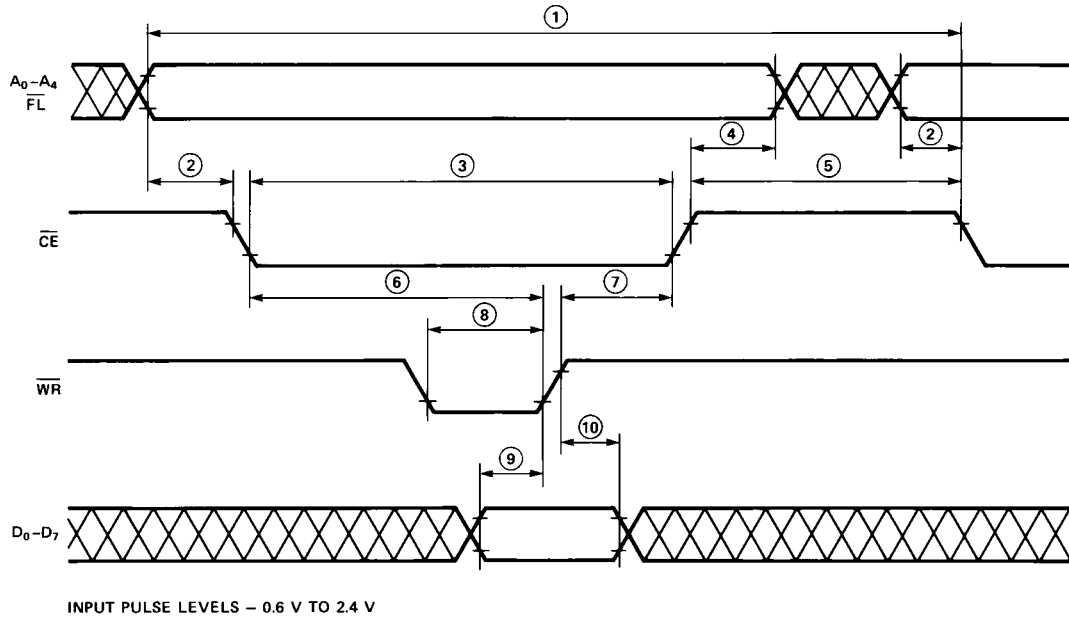 ①
A₀–A₄
FL
④ ②
② ③ ⑤
CE
⑥ ⑦
⑧
WR
⑩
⑨
D₀–D₇
INPUT PULSE LEVELS – 0.6 V TO 2.4 V